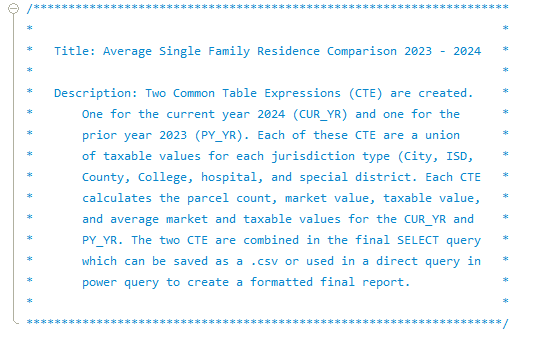 /********************************************************************
* *
* Title: Average Single Family Residence Comparison 2023 - 2024 *
* *
* Description: Two Common Table Expressions (CTE) are created. *
* One for the current year 2024 (CUR_YR) and one for the *
* prior year 2023 (PY_YR). Each of these CTE are a union *
* of taxable values for each jurisdiction type (City, ISD, *
* County, College, hospital, and special district. Each CTE *
* calculates the parcel count, market value, taxable value, *
* and average market and taxable values for the CUR_YR and *
* PY_YR. The two CTE are combined in the final SELECT query *
* which can be saved as a .csv or used in a direct query in *
* power query to create a formatted final report. *
* *
********************************************************************/